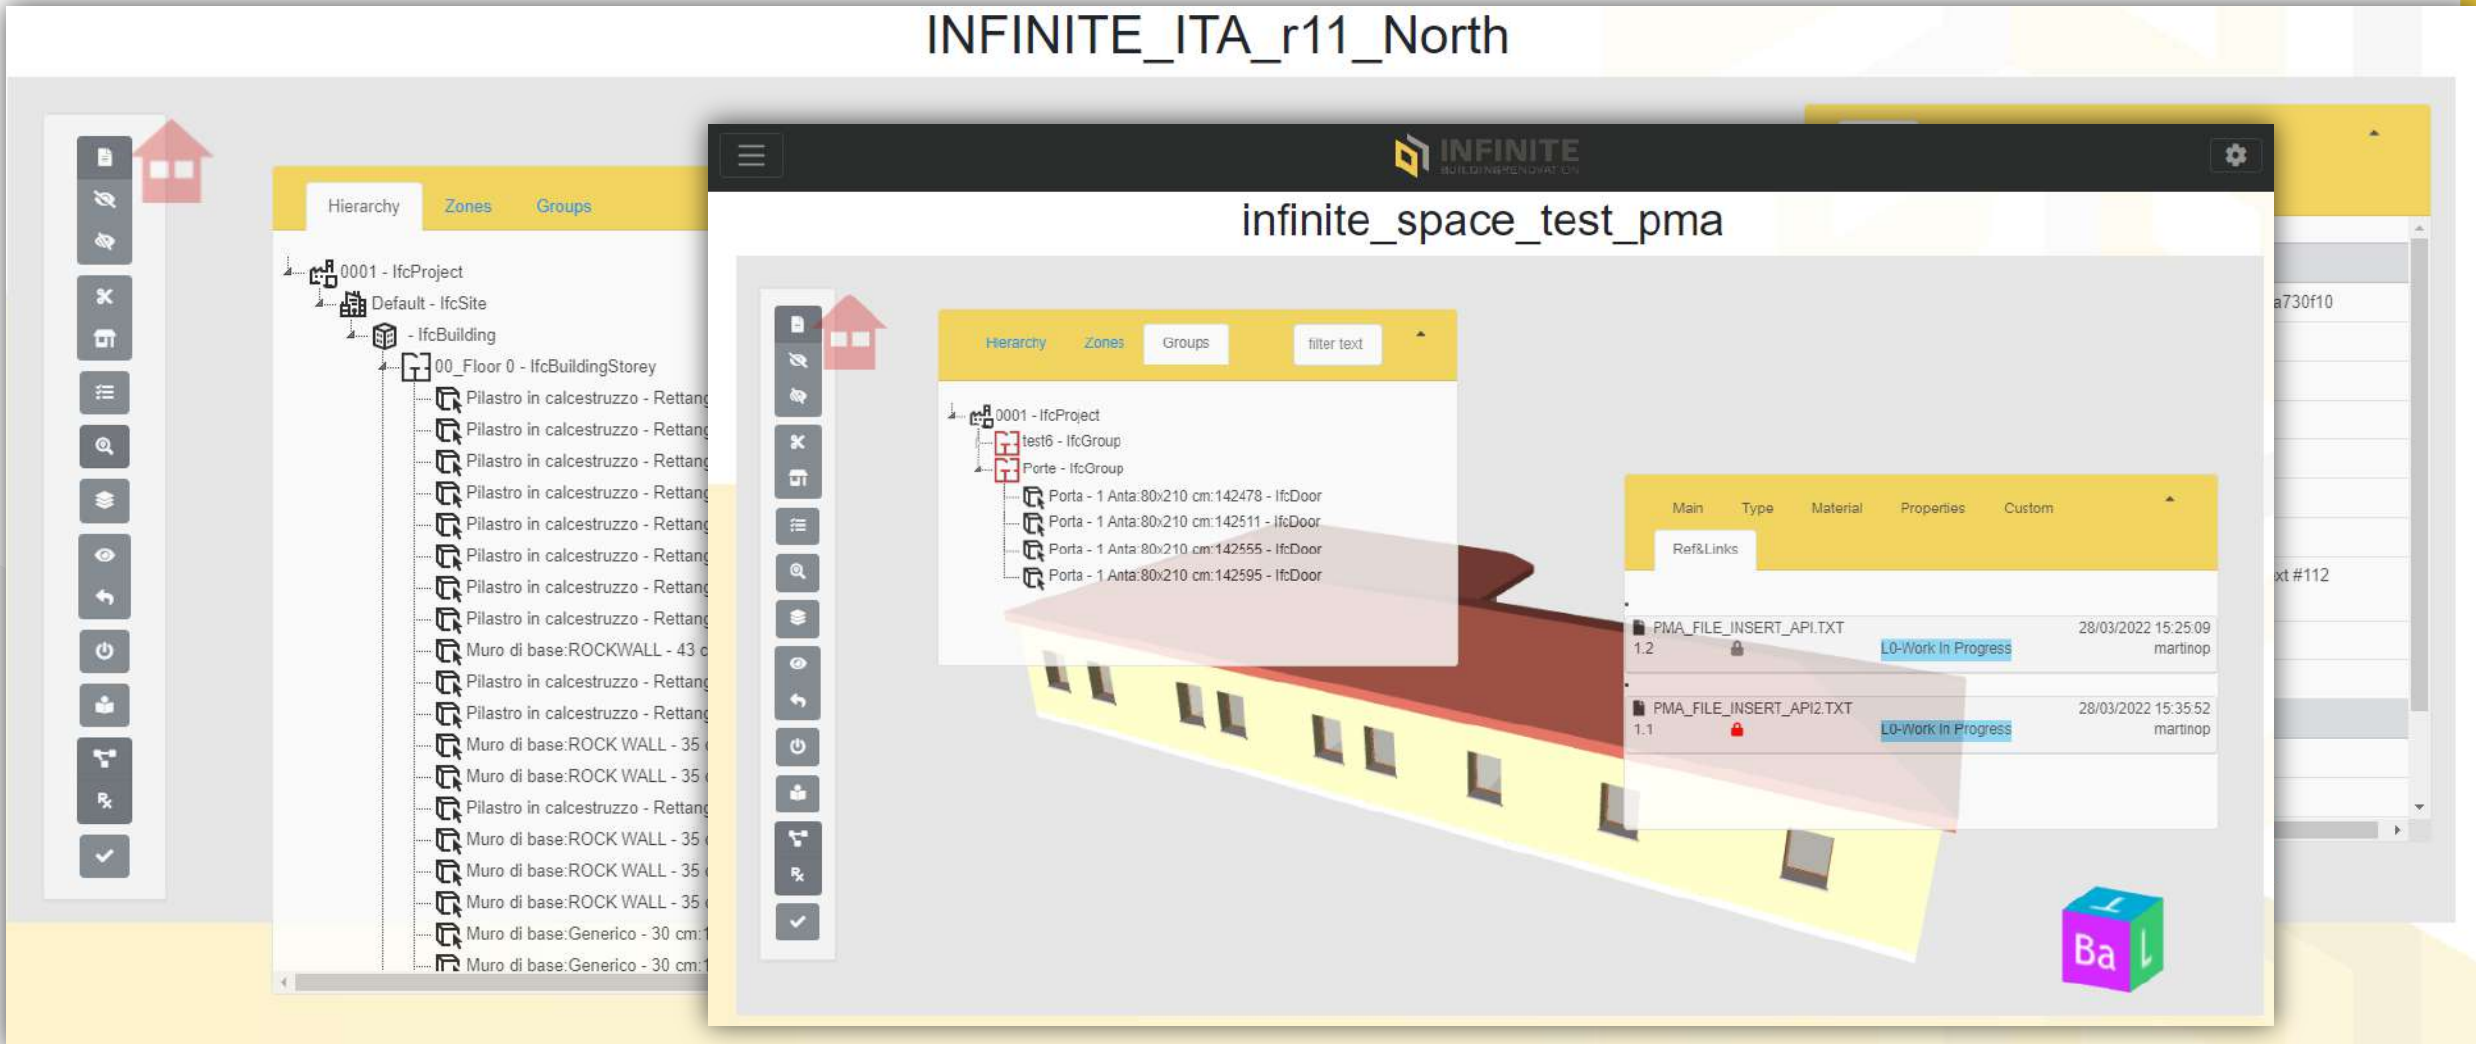 INFINITE_ITA_r11_North
Hierarchy Zones Groups
0001 - IfcProject
Default - IfcSite
- IfcBuilding
00_Floor 0 - IfcBuildingStorey
Pilastro in calcestruzzo - Rettang
Pilastro in calcestruzzo - Rettang
Pilastro in calcestruzzo - Rettang
Pilastro in calcestruzzo - Rettang
Pilastro in calcestruzzo - Rettang
Pilastro in calcestruzzo - Rettang
Pilastro in calcestruzzo - Rettang
Pilastro in calcestruzzo - Rettang
Muro di base:ROCKWALL - 43 c
Pilastro in calcestruzzo - Rettang
Pilastro in calcestruzzo - Rettang
Muro di base:ROCK WALL - 35
Muro di base:ROCK WALL - 35
Pilastro in calcestruzzo - Rettang
Muro di base:ROCK WALL - 35
Muro di base:ROCK WALL - 35
Muro di base:ROCK WALL - 35
Muro di base:Generico - 30 cm:1
Muro di base:Generico - 30 cm:1
INFINITE
BUILDINGRENOVATION
infinite_space_test_pma
Hierarchy Zones Groups filter text
0001 - IfcProject
test6 - IfcGroup
Porte - IfcGroup
Porta - 1 Anta:80x210 cm:142478 - IfcDoor
Porta - 1 Anta:80x210 cm:142511 - IfcDoor
Porta - 1 Anta:80x210 cm:142555 - IfcDoor
Porta - 1 Anta:80x210 cm:142595 - IfcDoor
Main Type Material Properties Custom
Ref&Links
PMA_FILE_INSERT_API.TXT 28/03/2022 15:25:09
1.2 L0-Work In Progress martinop
PMA_FILE_INSERT_API2.TXT 28/03/2022 15:35:52
1.1 L0-Work In Progress martinop
Ba
a730f10
xt #112